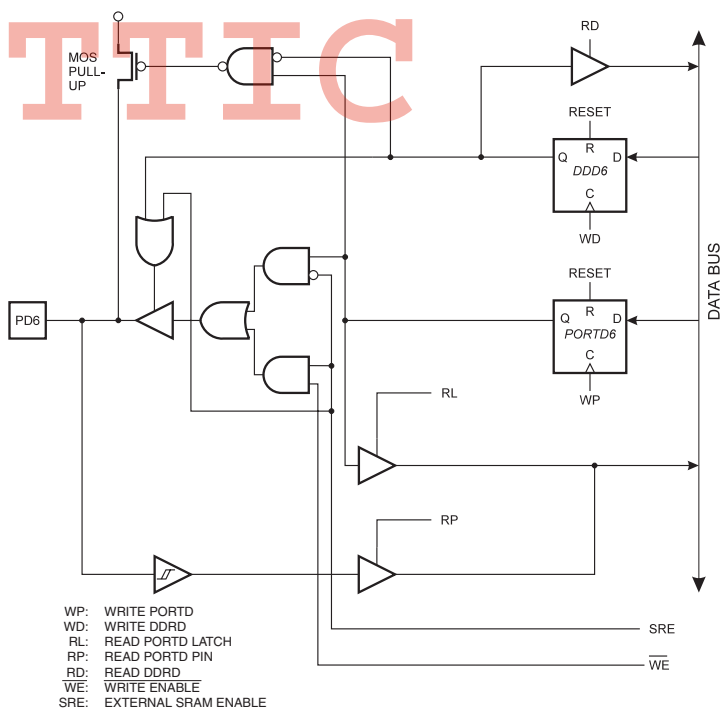 TTIC
MOS
PULL-
UP
RD
RESET
R
Q
D
DDD6
C
WD
RESET
R
Q
D
PORTD6
C
WP
DATA BUS
PD6
RL
RP
SRE
WE
WP: WRITE PORTD
WD: WRITE DDRD
RL: READ PORTD LATCH
RP: READ PORTD PIN
RD: READ DDRD
WE: WRITE ENABLE
SRE: EXTERNAL SRAM ENABLE